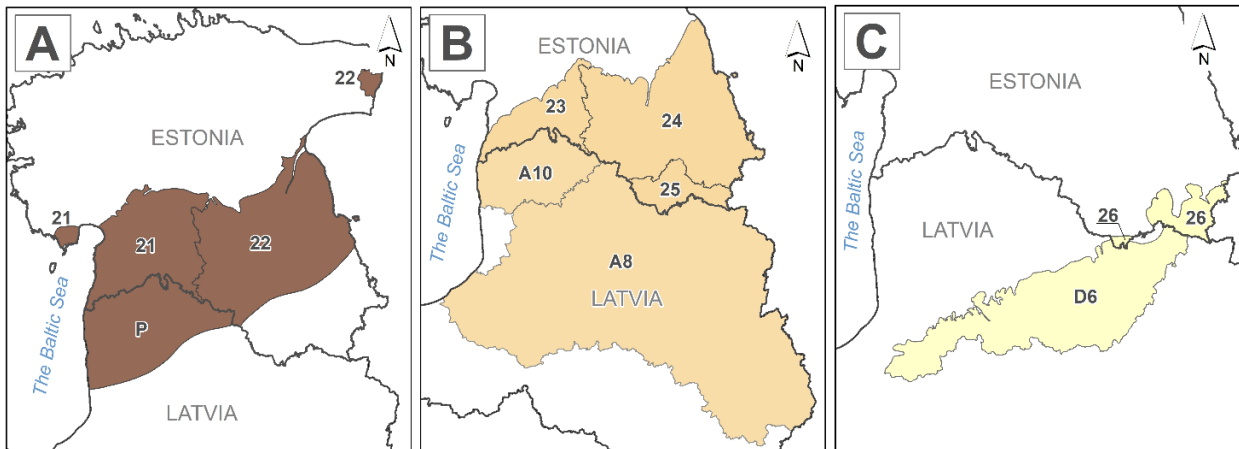 A
N
22
ESTONIA
21
21
22
The Baltic Sea
P
LATVIA
B
ESTONIA
N
23
24
A10
25
The Baltic Sea
A8
LATVIA
C
N
ESTONIA
The Baltic Sea
26
26
LATVIA
D6